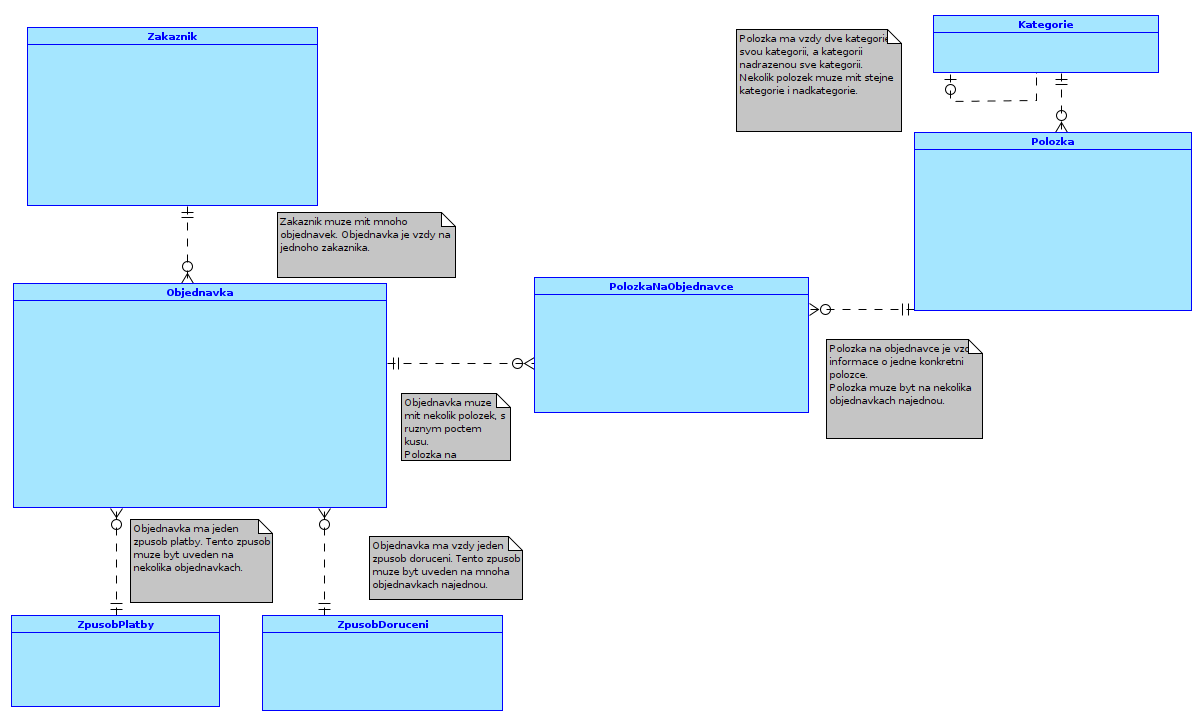 Zakaznik
Polozka ma vzdy dve kategorie
svou kategorii, a kategorii
nadrazenou sve kategorii.
Nekolik polozek muze mit stejne
kategorie i nadkategorie.
Kategorie
Polozka
Zakaznik muze mit mnoho
objednavek. Objednavka je vzdy na
jednoho zakaznika.
Objednavka
PolozkaNaObjednavce
Polozka na objednavce je
informace o jedne konkretni
polozce.
Polozka muze byt na nekolika
objednavkach najednou.
Objednavka muze
mit nekolik polozek, s
ruznym poctem
kusu.
Polozka na
Objednavka ma jeden
zpusob platby. Tento zpusob
muze byt uveden na
nekolika objednavkach.
Objednavka ma vzdy jeden
zpusob doruceni. Tento zpusob
muze byt uveden na mnoha
objednavkach najednou.
ZpusobPlatby
ZpusobDoruceni